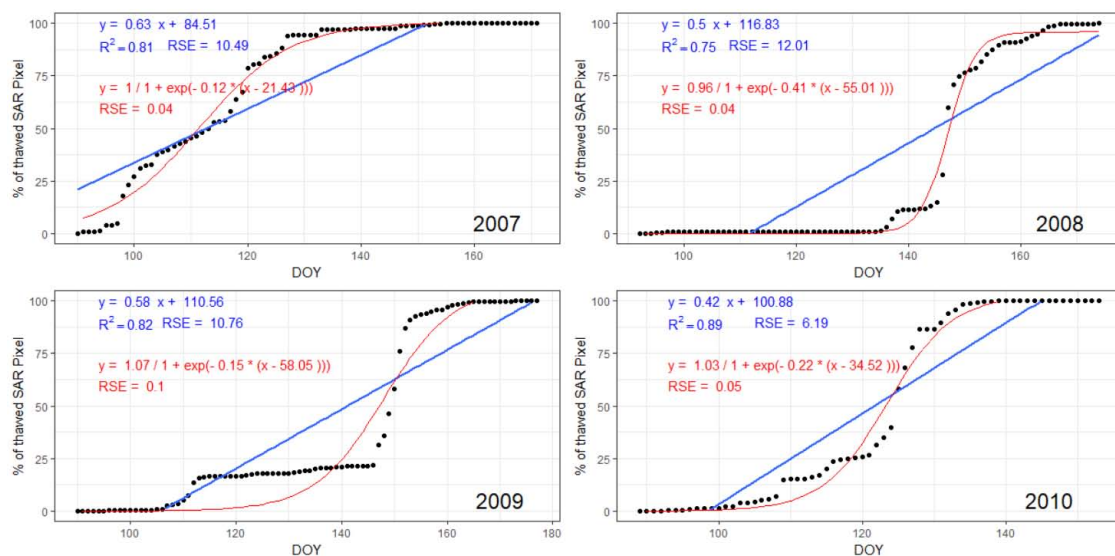 y = 0.63 x + 84.51
R2 = 0.81 RSE = 10.49
y = 1 / 1 + exp(- 0.12 * (x - 21.43 )))
RSE = 0.04
100
75
50
25
0
% of thawed SAR Pixel
2007
100 120 140 160
DOY
y = 0.5 x + 116.83
R2 = 0.75 RSE = 12.01
y = 0.96 / 1 + exp(- 0.41 * (x - 55.01 )))
RSE = 0.04
100
75
50
25
0
% of thawed SAR Pixel
2008
100 120 140 160
DOY
y = 0.58 x + 110.56
R2 = 0.82 RSE = 10.76
y = 1.07 / 1 + exp(- 0.15 * (x - 58.05 )))
RSE = 0.1
100
75
50
25
0
% of thawed SAR Pixel
2009
100 120 140 160 180
DOY
y = 0.42 x + 100.88
R2 = 0.89 RSE = 6.19
y = 1.03 / 1 + exp(- 0.22 * (x - 34.52 )))
RSE = 0.05
100
75
50
25
0
% of thawed SAR Pixel
2010
100 120 140
DOY